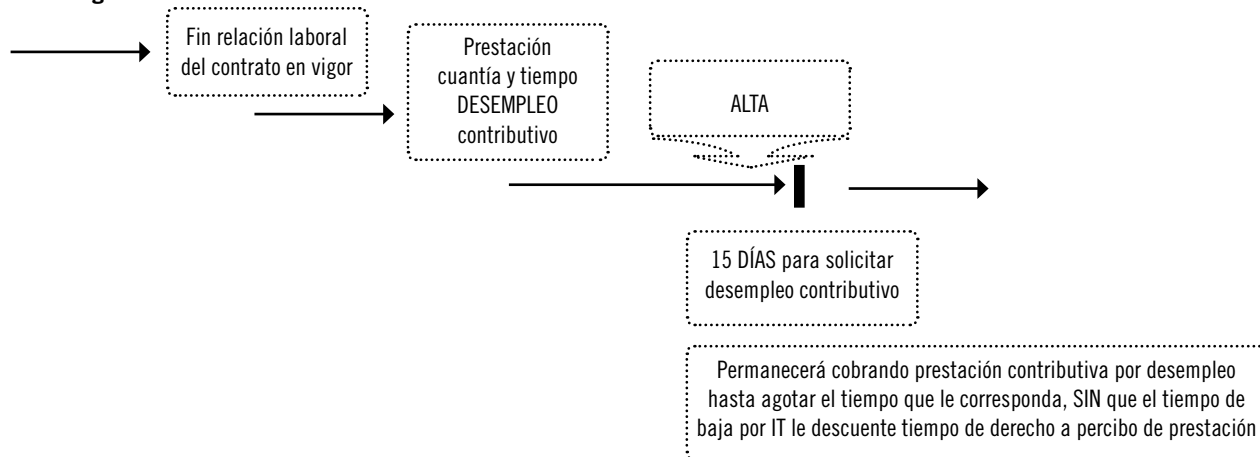 Fin relación laboral
del contrato en vigor
Prestación
cuantía y tiempo
DESEMPLEO
contributivo
ALTA
15 DÍAS para solicitar
desempleo contributivo
Permanecerá cobrando prestación contributiva por desempleo
hasta agotar el tiempo que le corresponda, SIN que el tiempo de
baja por IT le descuente tiempo de derecho a percibo de prestación